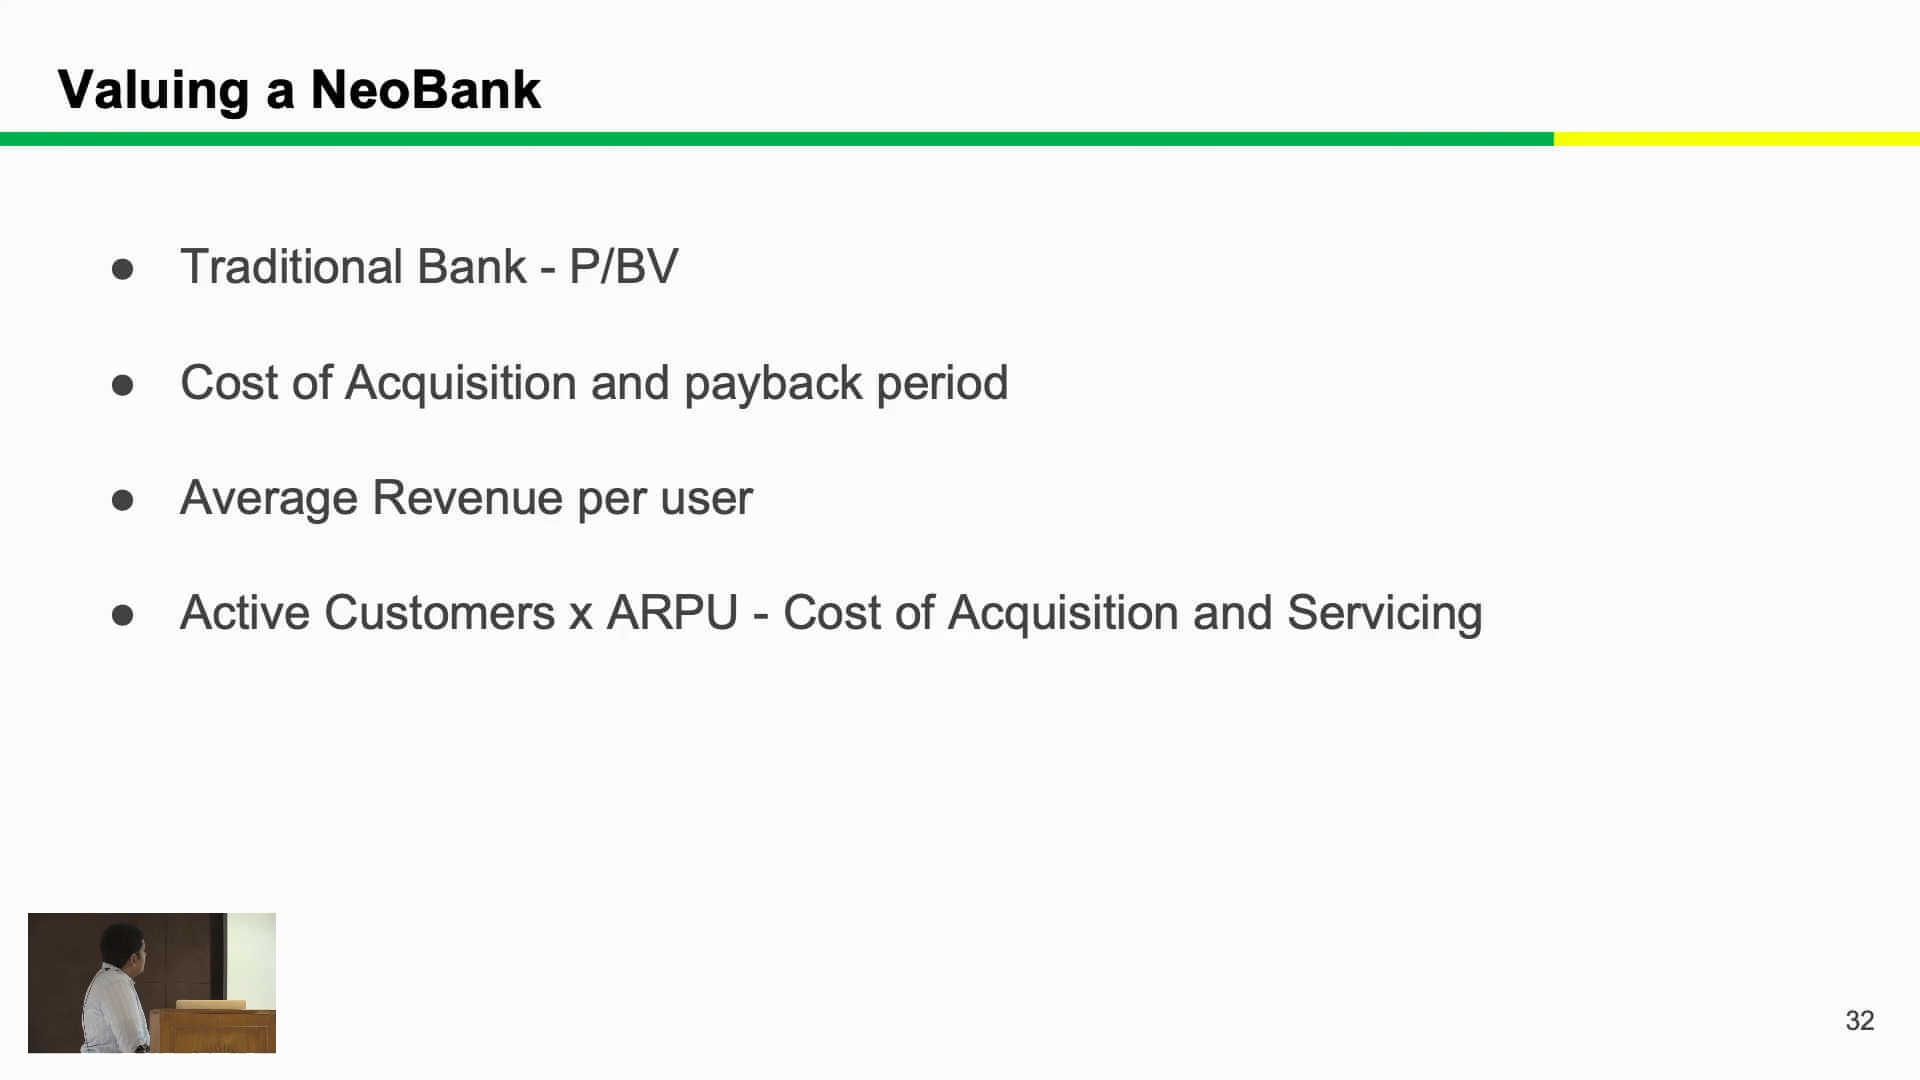 Valuing a NeoBank
● Traditional Bank - P/BV
● Cost of Acquisition and payback period
● Average Revenue per user
● Active Customers x ARPU - Cost of Acquisition and Servicing
32